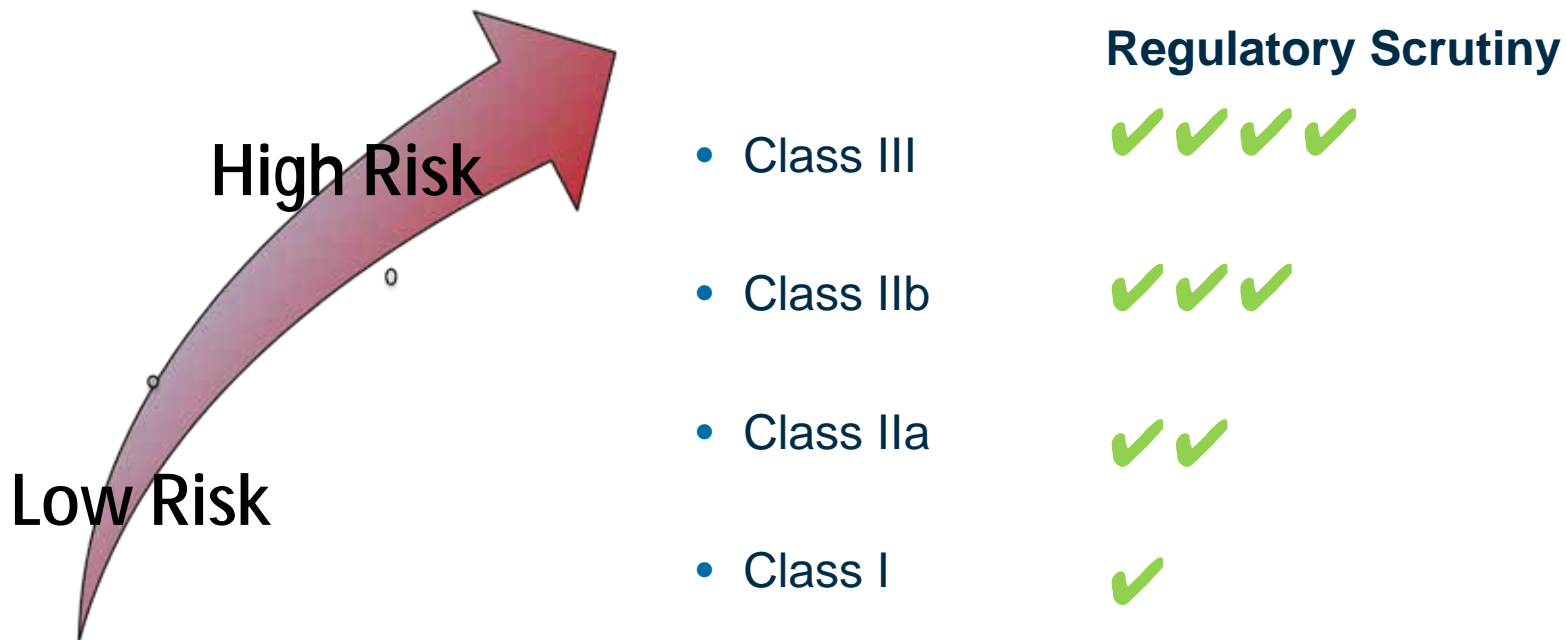 Regulatory Scrutiny
High Risk
• Class III ✔✔✔✔
• Class IIb ✔✔✔
• Class IIa ✔✔
Low Risk
• Class I ✔